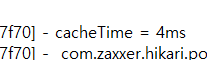 7f70] - cacheTime = 4ms
7f70] -  com.zaxxer.hikari.po